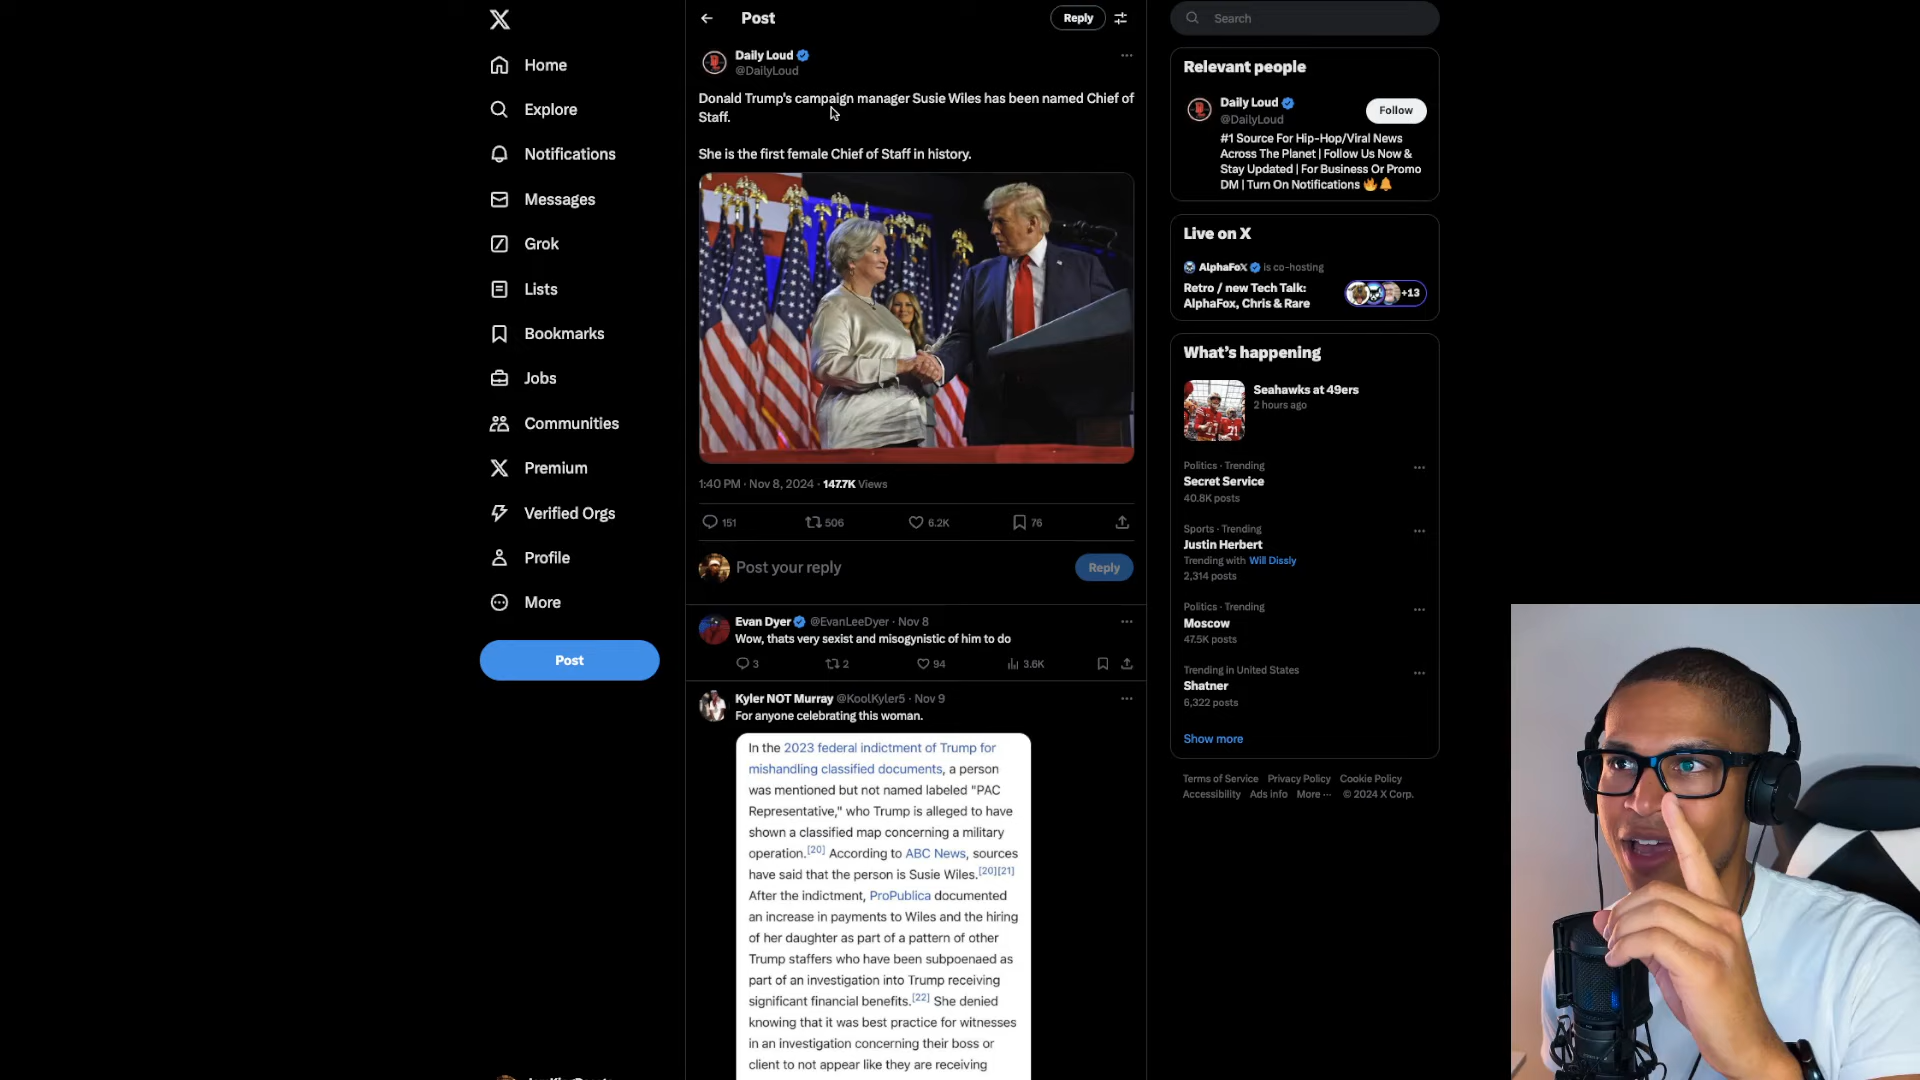 Home
Explore
Notifications
Messages
Grok
Lists
Bookmarks
Jobs
Communities
Premium
Verified Orgs
Profile
More
Post
Post
Reply
Daily Loud
@DailyLoud
Donald Trump's campaign manager Susie Wiles has been named Chief of
Staff.
She is the first female Chief of Staff in history.
1:40 PM · Nov 8, 2024 · 147.7K Views
151
506
6.2K
76
Post your reply
Reply
Evan Dyer @EvanLeeDyer · Nov 8
Wow, thats very sexist and misogynistic of him to do
3
2
94
3.6K
Kyler NOT Murray @KoolKyler5 · Nov 9
For anyone celebrating this woman.
In the 2023 federal indictment of Trump for
mishandling classified documents, a person
was mentioned but not named labeled "PAC
Representative," who Trump is alleged to have
shown a classified map concerning a military
operation.[20] According to ABC News, sources
have said that the person is Susie Wiles.[20][21]
After the indictment, ProPublica documented
an increase in payments to Wiles and the hiring
of her daughter as part of a pattern of other
Trump staffers who have been subpoenaed as
part of an investigation into Trump receiving
significant financial benefits.[22] She denied
knowing that it was best practice for witnesses
in an investigation concerning their boss or
client to not appear like they are receiving
Search
Relevant people
Daily Loud
@DailyLoud
Follow
#1 Source For Hip-Hop/Viral News
Across The Planet | Follow Us Now &
Stay Updated | For Business Or Promo
DM | Turn On Notifications 🔥🔔
Live on X
AlphaFoX is co-hosting
Retro / new Tech Talk:
AlphaFox, Chris & Rare
+13
What's happening
Seahawks at 49ers
2 hours ago
Politics · Trending
Secret Service
40.8K posts
Sports · Trending
Justin Herbert
Trending with Will Dissly
2,314 posts
Politics · Trending
Moscow
47.5K posts
Trending in United States
Shatner
6,322 posts
Show more
Terms of Service Privacy Policy Cookie Policy
Accessibility Ads info More ··· © 2024 X Corp.